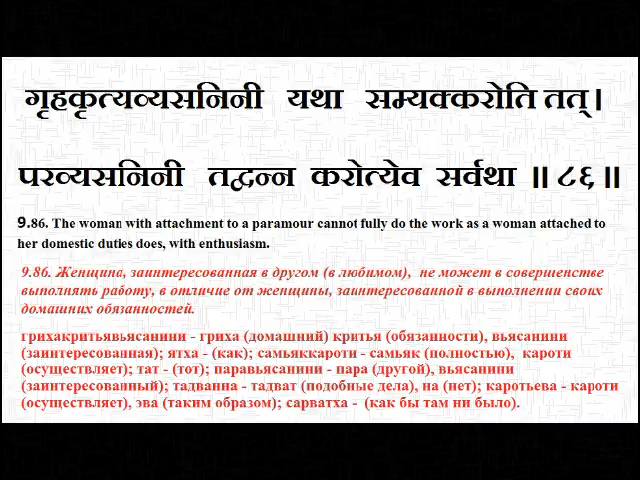 गृहकृत्यव्यसनिनी यथा सम्यक्करोति तत् ।
परव्यसनिनी तद्वन्न करोत्येव सर्वथा ॥ ८६ ॥
9.86. The woman with attachment to a paramour cannot fully do the work as a woman attached to
her domestic duties does, with enthusiasm.
9.86. Женщина, заинтересованная в другом (в любимом), не может в совершенстве
выполнять работу, в отличие от женщины, заинтересованной в выполнении своих
домашних обязанностей.
грихакритьявьясанини - гриха (домашний) критья (обязанности), вьясанини
(заинтересованная); ятха - (как); самьяккароти - самьяк (полностью), кароти
(осуществляет); тат - (тот); паравьясанини - пара (другой), вьясанини
(заинтересованный); тадванна - тадват (подобные дела), на (нет); каротьева - кароти
(осуществляет), эва (таким образом); сарватха - (как бы там ни было).